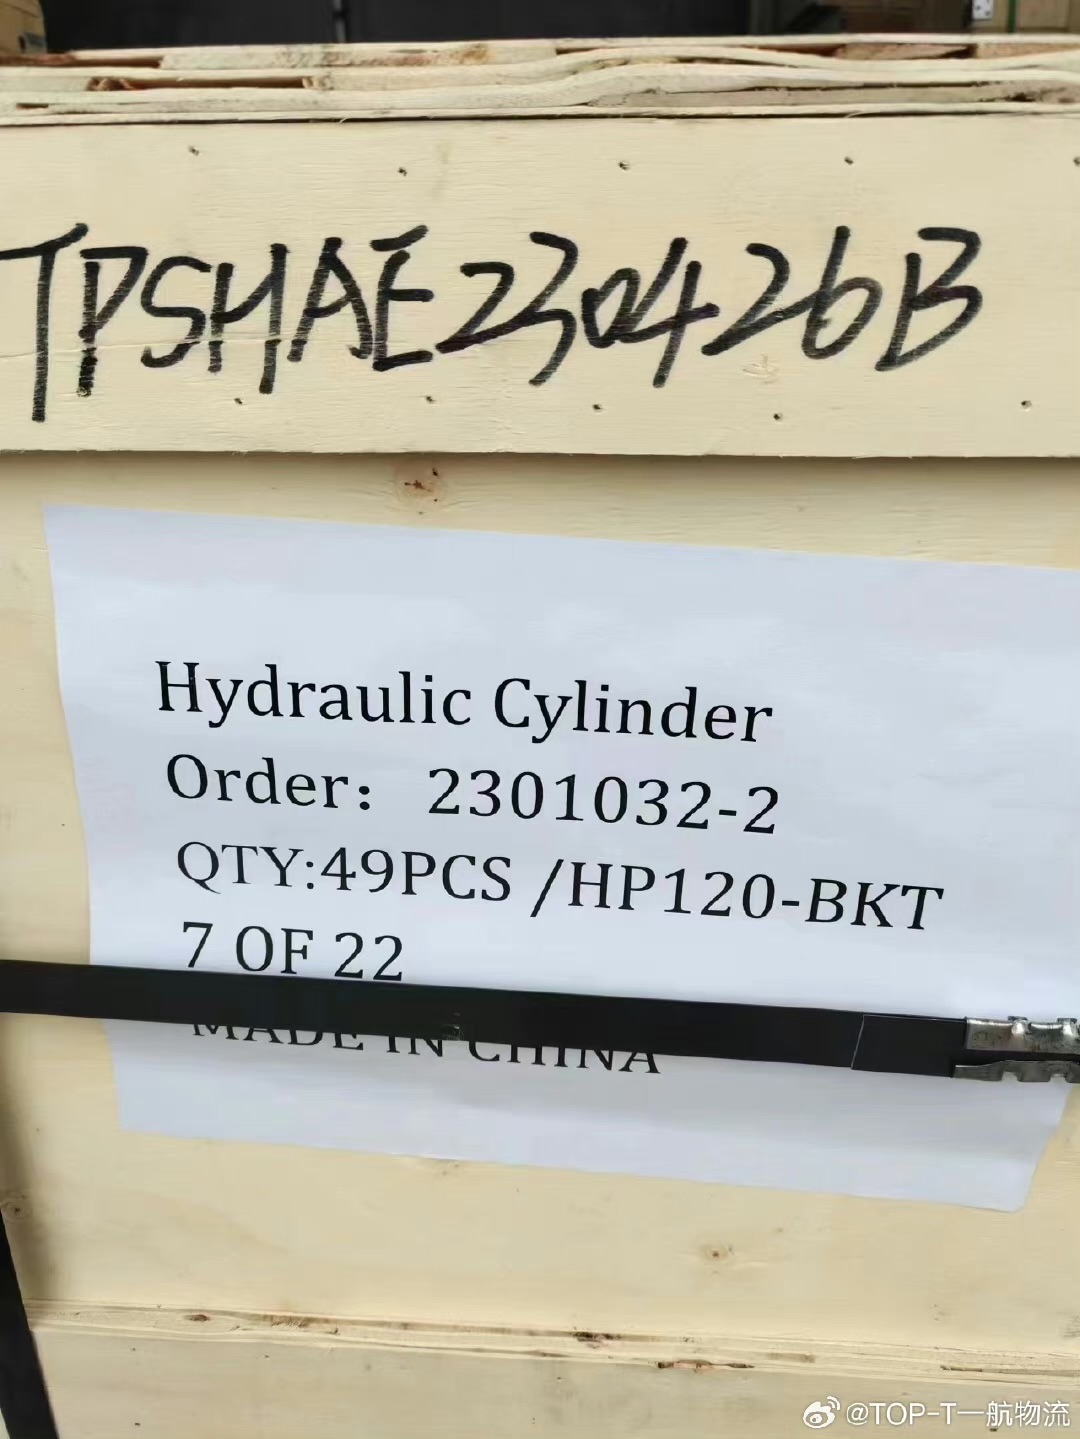 TPSHAE230426B
Hydraulic Cylinder
Order： 2301032-2
QTY:49PCS /HP120-BKT
7 OF 22
MADE IN CHINA
@TOP-T一航物流